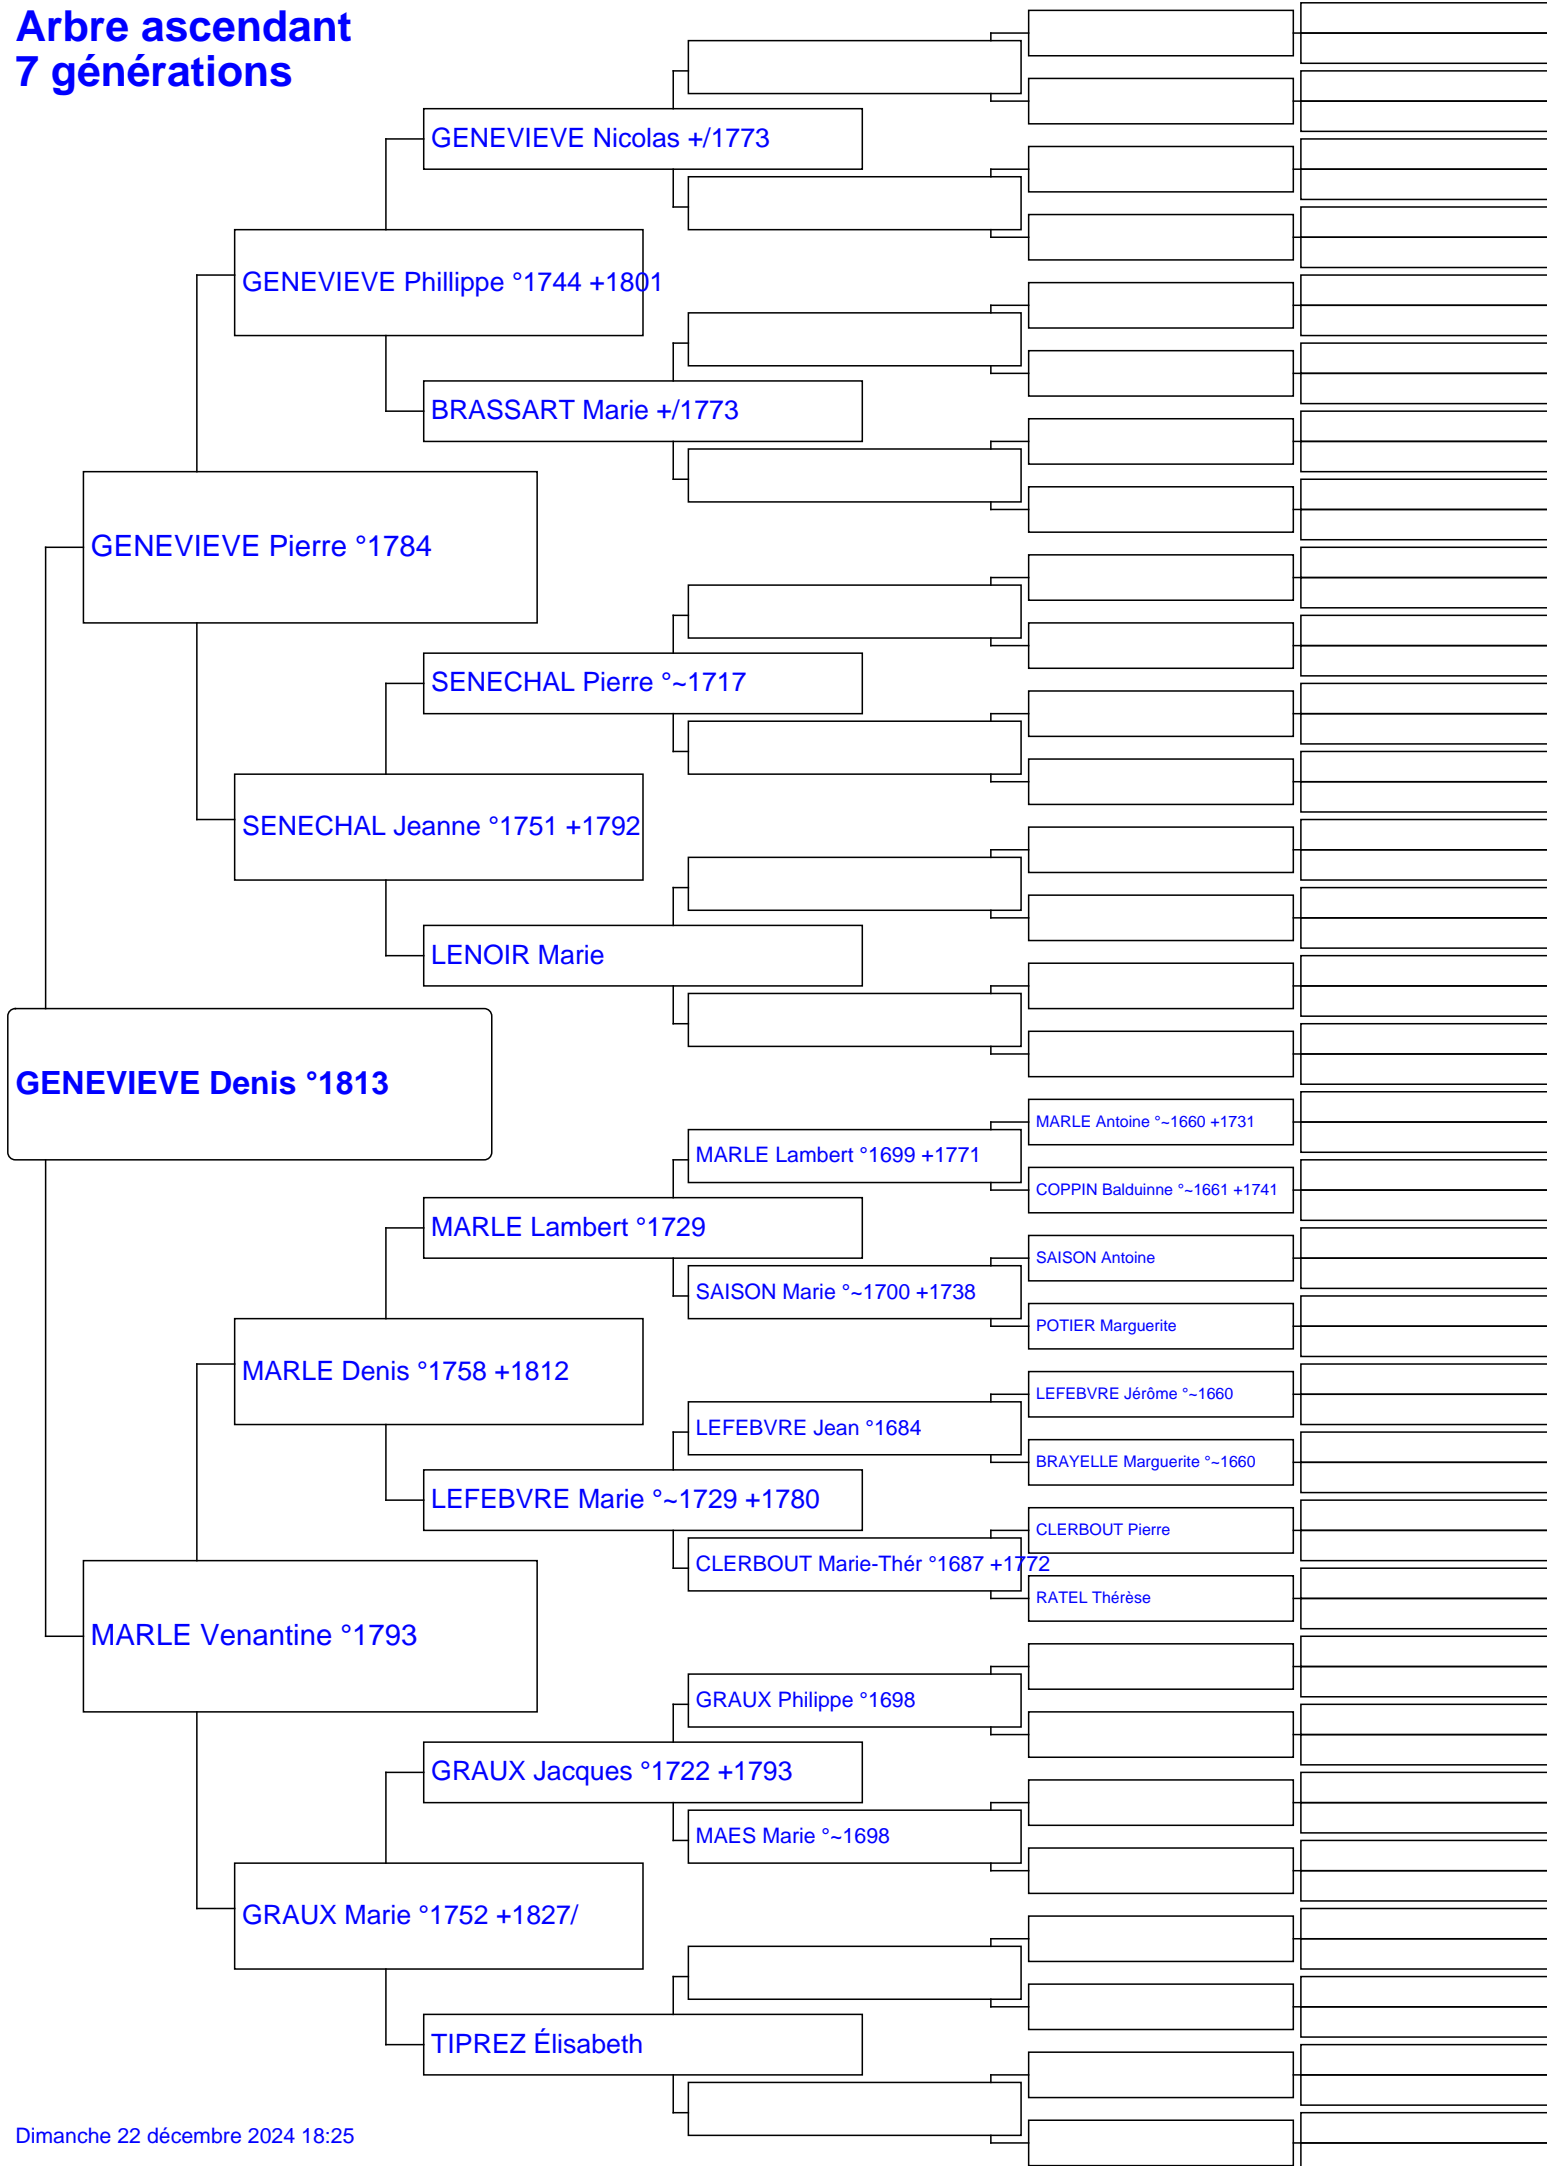 Arbre ascendant
7 générations
GENEVIEVE Nicolas +/1773
GENEVIEVE Phillippe °1744 +1801
BRASSART Marie +/1773
GENEVIEVE Pierre °1784
SENECHAL Pierre °~1717
SENECHAL Jeanne °1751 +1792
LENOIR Marie
GENEVIEVE Denis °1813
MARLE Antoine °~1660 +1731
MARLE Lambert °1699 +1771
COPPIN Balduinne °~1661 +1741
MARLE Lambert °1729
SAISON Antoine
SAISON Marie °~1700 +1738
POTIER Marguerite
MARLE Denis °1758 +1812
LEFEBVRE Jérôme °~1660
LEFEBVRE Jean °1684
BRAYELLE Marguerite °~1660
LEFEBVRE Marie °~1729 +1780
CLERBOUT Pierre
CLERBOUT Marie-Thér °1687 +1772
RATEL Thérèse
MARLE Venantine °1793
GRAUX Philippe °1698
GRAUX Jacques °1722 +1793
MAES Marie °~1698
GRAUX Marie °1752 +1827/
TIPREZ Élisabeth
Dimanche 22 décembre 2024 18:25